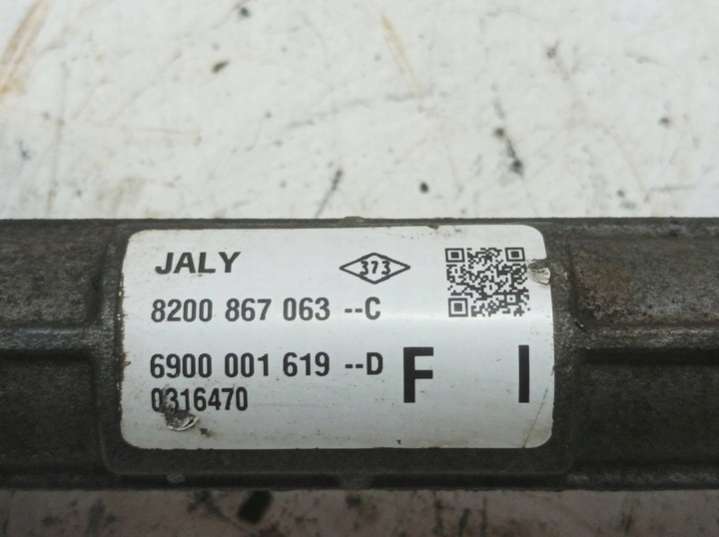 JALY 373
8200 867 063 --C
6900 001 619 --D F I
0316470